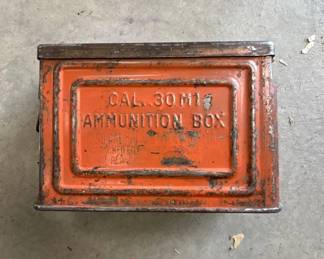 CAL .30 M1
AMMUNITION BOX